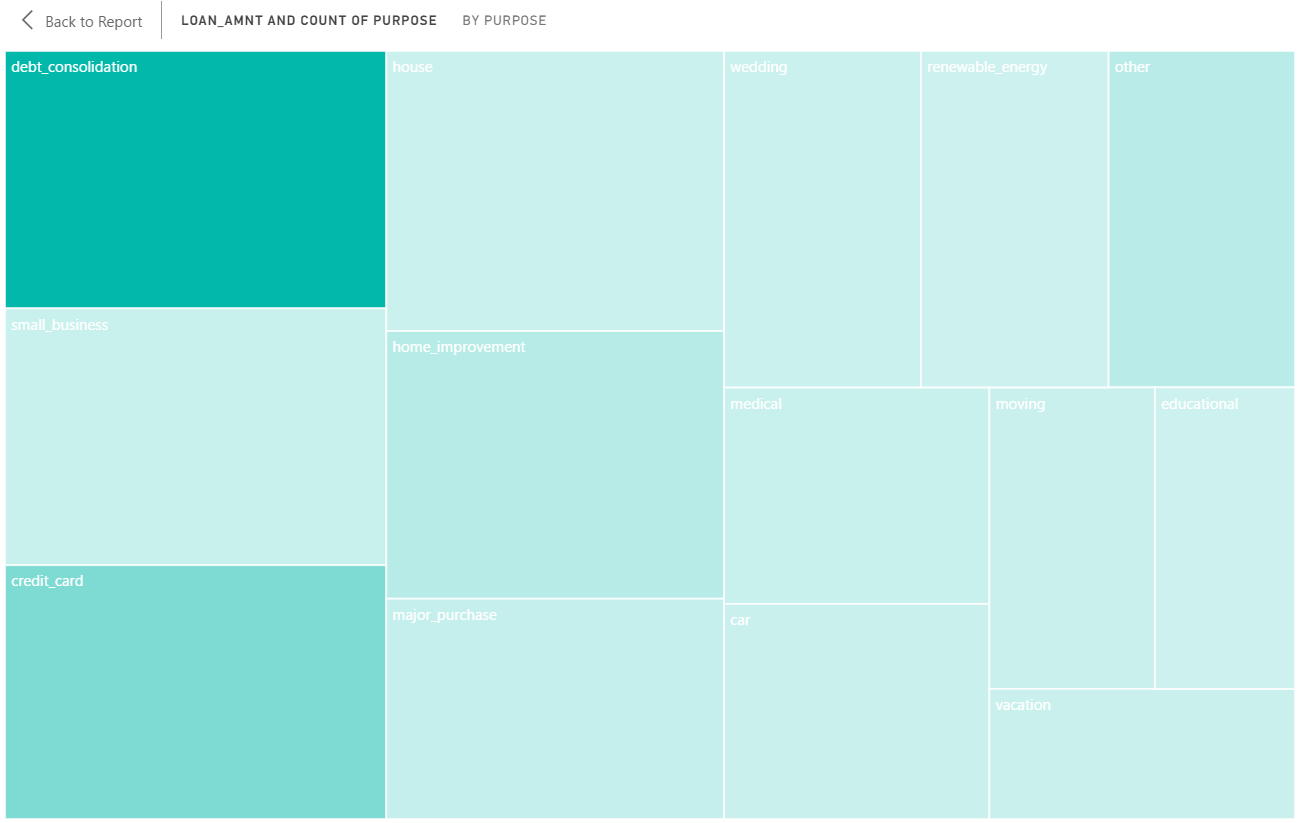 Back to Report
LOAN_AMNT AND COUNT OF PURPOSE BY PURPOSE
debt_consolidation
small_business
credit_card
house
home_improvement
major_purchase
wedding
renewable_energy
other
medical
car
moving
educational
vacation